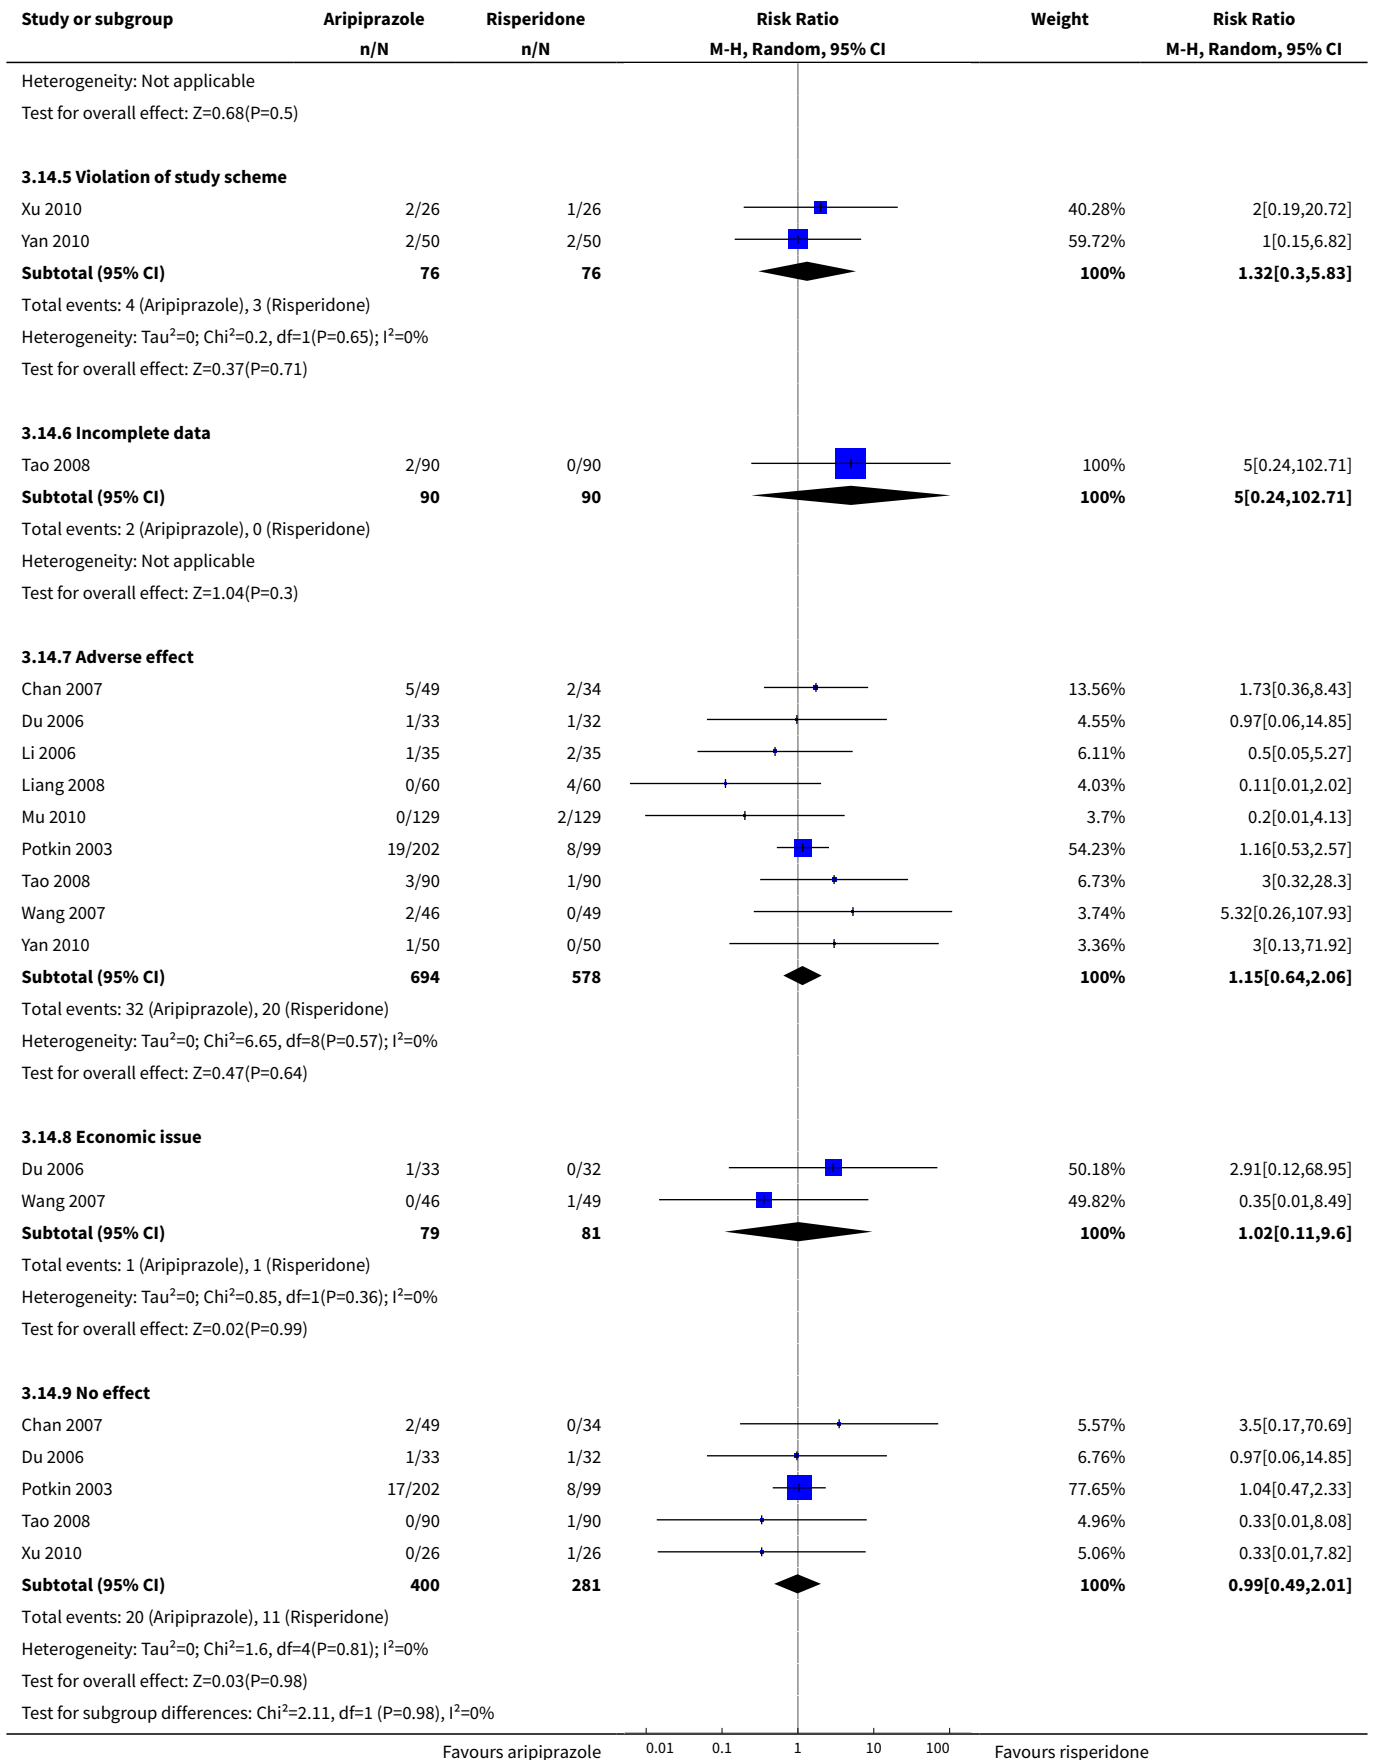 Study or subgroup Aripiprazole Risperidone Risk Ratio Weight Risk Ratio
n/N n/N M-H, Random, 95% CI M-H, Random, 95% CI
Heterogeneity: Not applicable
Test for overall effect: Z=0.68(P=0.5)
3.14.5 Violation of study scheme
Xu 2010 2/26 1/26 40.28% 2[0.19,20.72]
Yan 2010 2/50 2/50 59.72% 1[0.15,6.82]
Subtotal (95% CI) 76 76 100% 1.32[0.3,5.83]
Total events: 4 (Aripiprazole), 3 (Risperidone)
Heterogeneity: Tau²=0; Chi²=0.2, df=1(P=0.65); I²=0%
Test for overall effect: Z=0.37(P=0.71)
3.14.6 Incomplete data
Tao 2008 2/90 0/90 100% 5[0.24,102.71]
Subtotal (95% CI) 90 90 100% 5[0.24,102.71]
Total events: 2 (Aripiprazole), 0 (Risperidone)
Heterogeneity: Not applicable
Test for overall effect: Z=1.04(P=0.3)
3.14.7 Adverse effect
Chan 2007 5/49 2/34 13.56% 1.73[0.36,8.43]
Du 2006 1/33 1/32 4.55% 0.97[0.06,14.85]
Li 2006 1/35 2/35 6.11% 0.5[0.05,5.27]
Liang 2008 0/60 4/60 4.03% 0.11[0.01,2.02]
Mu 2010 0/129 2/129 3.7% 0.2[0.01,4.13]
Potkin 2003 19/202 8/99 54.23% 1.16[0.53,2.57]
Tao 2008 3/90 1/90 6.73% 3[0.32,28.3]
Wang 2007 2/46 0/49 3.74% 5.32[0.26,107.93]
Yan 2010 1/50 0/50 3.36% 3[0.13,71.92]
Subtotal (95% CI) 694 578 100% 1.15[0.64,2.06]
Total events: 32 (Aripiprazole), 20 (Risperidone)
Heterogeneity: Tau²=0; Chi²=6.65, df=8(P=0.57); I²=0%
Test for overall effect: Z=0.47(P=0.64)
3.14.8 Economic issue
Du 2006 1/33 0/32 50.18% 2.91[0.12,68.95]
Wang 2007 0/46 1/49 49.82% 0.35[0.01,8.49]
Subtotal (95% CI) 79 81 100% 1.02[0.11,9.6]
Total events: 1 (Aripiprazole), 1 (Risperidone)
Heterogeneity: Tau²=0; Chi²=0.85, df=1(P=0.36); I²=0%
Test for overall effect: Z=0.02(P=0.99)
3.14.9 No effect
Chan 2007 2/49 0/34 5.57% 3.5[0.17,70.69]
Du 2006 1/33 1/32 6.76% 0.97[0.06,14.85]
Potkin 2003 17/202 8/99 77.65% 1.04[0.47,2.33]
Tao 2008 0/90 1/90 4.96% 0.33[0.01,8.08]
Xu 2010 0/26 1/26 5.06% 0.33[0.01,7.82]
Subtotal (95% CI) 400 281 100% 0.99[0.49,2.01]
Total events: 20 (Aripiprazole), 11 (Risperidone)
Heterogeneity: Tau²=0; Chi²=1.6, df=4(P=0.81); I²=0%
Test for overall effect: Z=0.03(P=0.98)
Test for subgroup differences: Chi²=2.11, df=1 (P=0.98), I²=0%
Favours aripiprazole 0.01 0.1 1 10 100 Favours risperidone